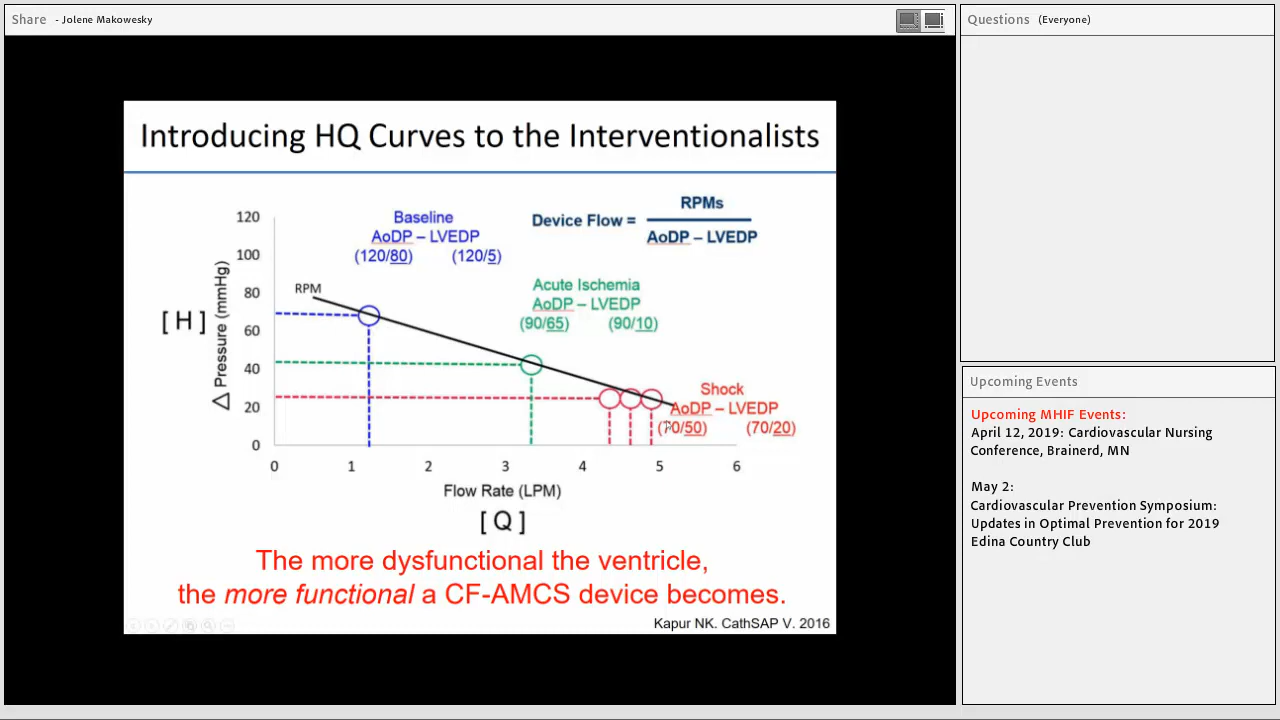 Share - Jolene Makowesky
Introducing HQ Curves to the Interventionalists
[ H ]
△ Pressure (mmHg)
120
100
80
60
40
20
0
RPM
Baseline
AoDP – LVEDP
(120/80) (120/5)
Device Flow = RPMs
AoDP – LVEDP
Acute Ischemia
AoDP – LVEDP
(90/65) (90/10)
Shock
AoDP – LVEDP
(70/50) (70/20)
0 1 2 3 4 5 6
Flow Rate (LPM)
[ Q ]
The more dysfunctional the ventricle,
the more functional a CF-AMCS device becomes.
Kapur NK. CathSAP V. 2016
Questions (Everyone)
Upcoming Events
Upcoming MHIF Events:
April 12, 2019: Cardiovascular Nursing
Conference, Brainerd, MN
May 2:
Cardiovascular Prevention Symposium:
Updates in Optimal Prevention for 2019
Edina Country Club